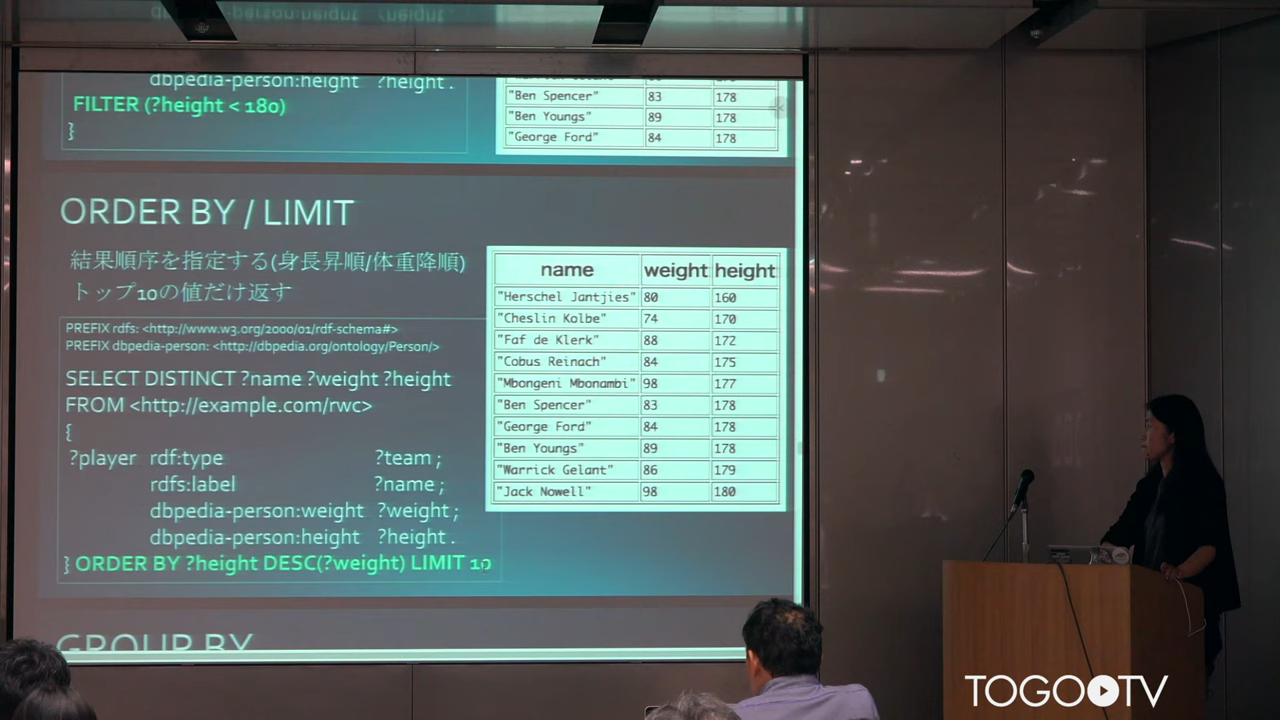 dbpedia-person:height ?height .
FILTER (?height < 180)
}
"Ben Spencer" 83 178
"Ben Youngs" 89 178
"George Ford" 84 178
ORDER BY / LIMIT
結果順序を指定する(身長昇順/体重降順)
トップ10の値だけ返す
PREFIX rdfs: <http://www.w3.org/2000/01/rdf-schema#>
PREFIX dbpedia-person: <http://dbpedia.org/ontology/Person/>
SELECT DISTINCT ?name ?weight ?height
FROM <http://example.com/rwc>
{
?player rdf:type ?team ;
rdfs:label ?name ;
dbpedia-person:weight ?weight ;
dbpedia-person:height ?height .
} ORDER BY ?height DESC(?weight) LIMIT 10
name weight height
"Herschel Jantjies" 80 160
"Cheslin Kolbe" 74 170
"Faf de Klerk" 88 172
"Cobus Reinach" 84 175
"Mbongeni Mbonambi" 98 177
"Ben Spencer" 83 178
"George Ford" 84 178
"Ben Youngs" 89 178
"Warrick Gelant" 86 179
"Jack Nowell" 98 180
GROUP BY
TOGO TV